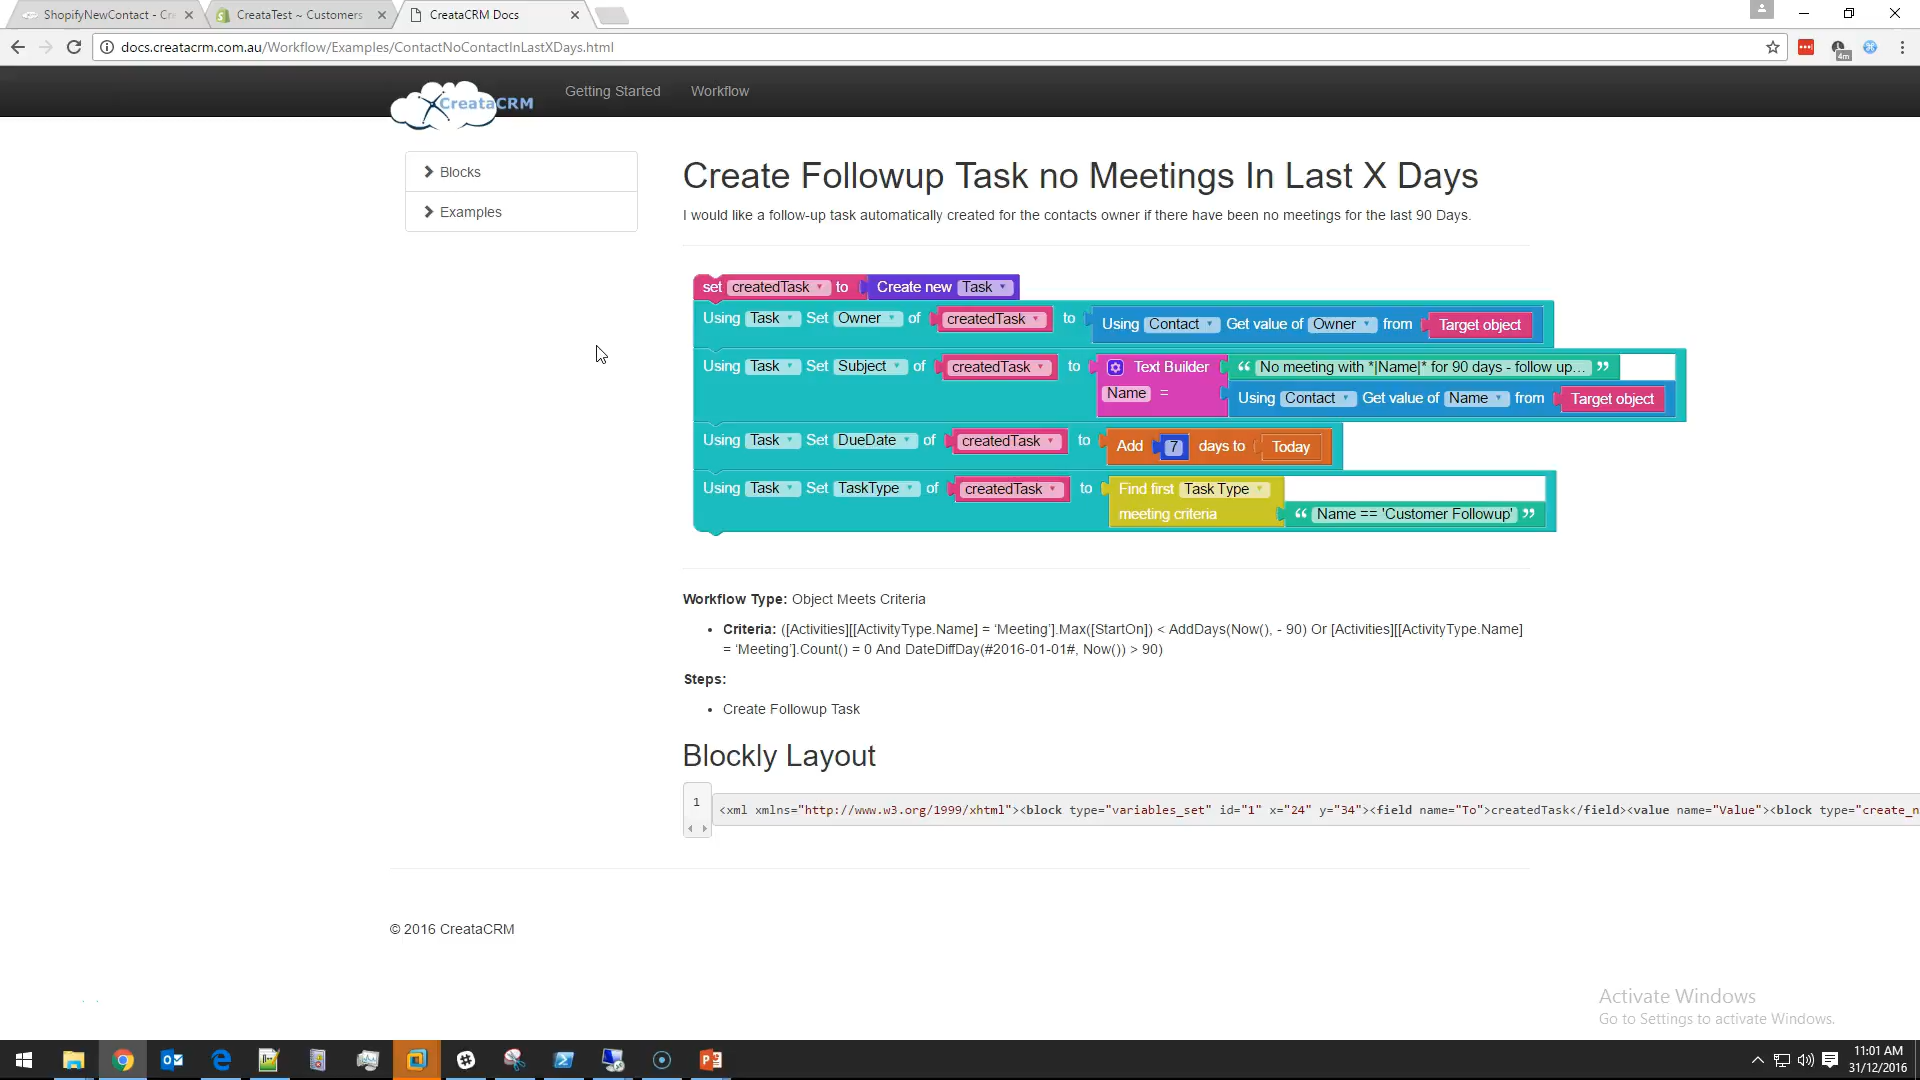 ShopifyNewContact - Cre
CreataTest ~ Customers
CreataCRM Docs
docs.creatacrm.com.au/Workflow/Examples/ContactNoContactInLastXDays.html
4m
CreataCRM
Getting Started
Workflow
Blocks
Examples
Create Followup Task no Meetings In Last X Days
I would like a follow-up task automatically created for the contacts owner if there have been no meetings for the last 90 Days.
set createdTask to Create new Task
Using Task Set Owner of createdTask to Using Contact Get value of Owner from Target object
Using Task Set Subject of createdTask to Text Builder “ No meeting with *|Name|* for 90 days - follow up... ”
Name = Using Contact Get value of Name from Target object
Using Task Set DueDate of createdTask to Add 7 days to Today
Using Task Set TaskType of createdTask to Find first Task Type
meeting criteria “ Name == 'Customer Followup' ”
Workflow Type: Object Meets Criteria
• Criteria: ([Activities][[ActivityType.Name] = ‘Meeting’].Max([StartOn]) < AddDays(Now(), - 90) Or [Activities][[ActivityType.Name]
= ‘Meeting’].Count() = 0 And DateDiffDay(#2016-01-01#, Now()) > 90)
Steps:
• Create Followup Task
Blockly Layout
1
<xml xmlns="http://www.w3.org/1999/xhtml"><block type="variables_set" id="1" x="24" y="34"><field name="To">createdTask</field><value name="Value"><block type="create_n
© 2016 CreataCRM
Activate Windows
Go to Settings to activate Windows.
11:01 AM
31/12/2016